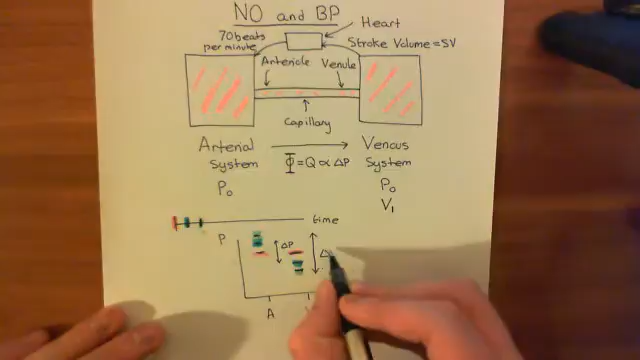 NO and BP
Heart
70 beats
per minute
Stroke Volume = SV
Arteriole
Venule
Capillary
Arterial
System
P₀
Φ = Q ∝ ΔP
Venous
System
P₀
V₁
time
P
ΔP
Δ
A